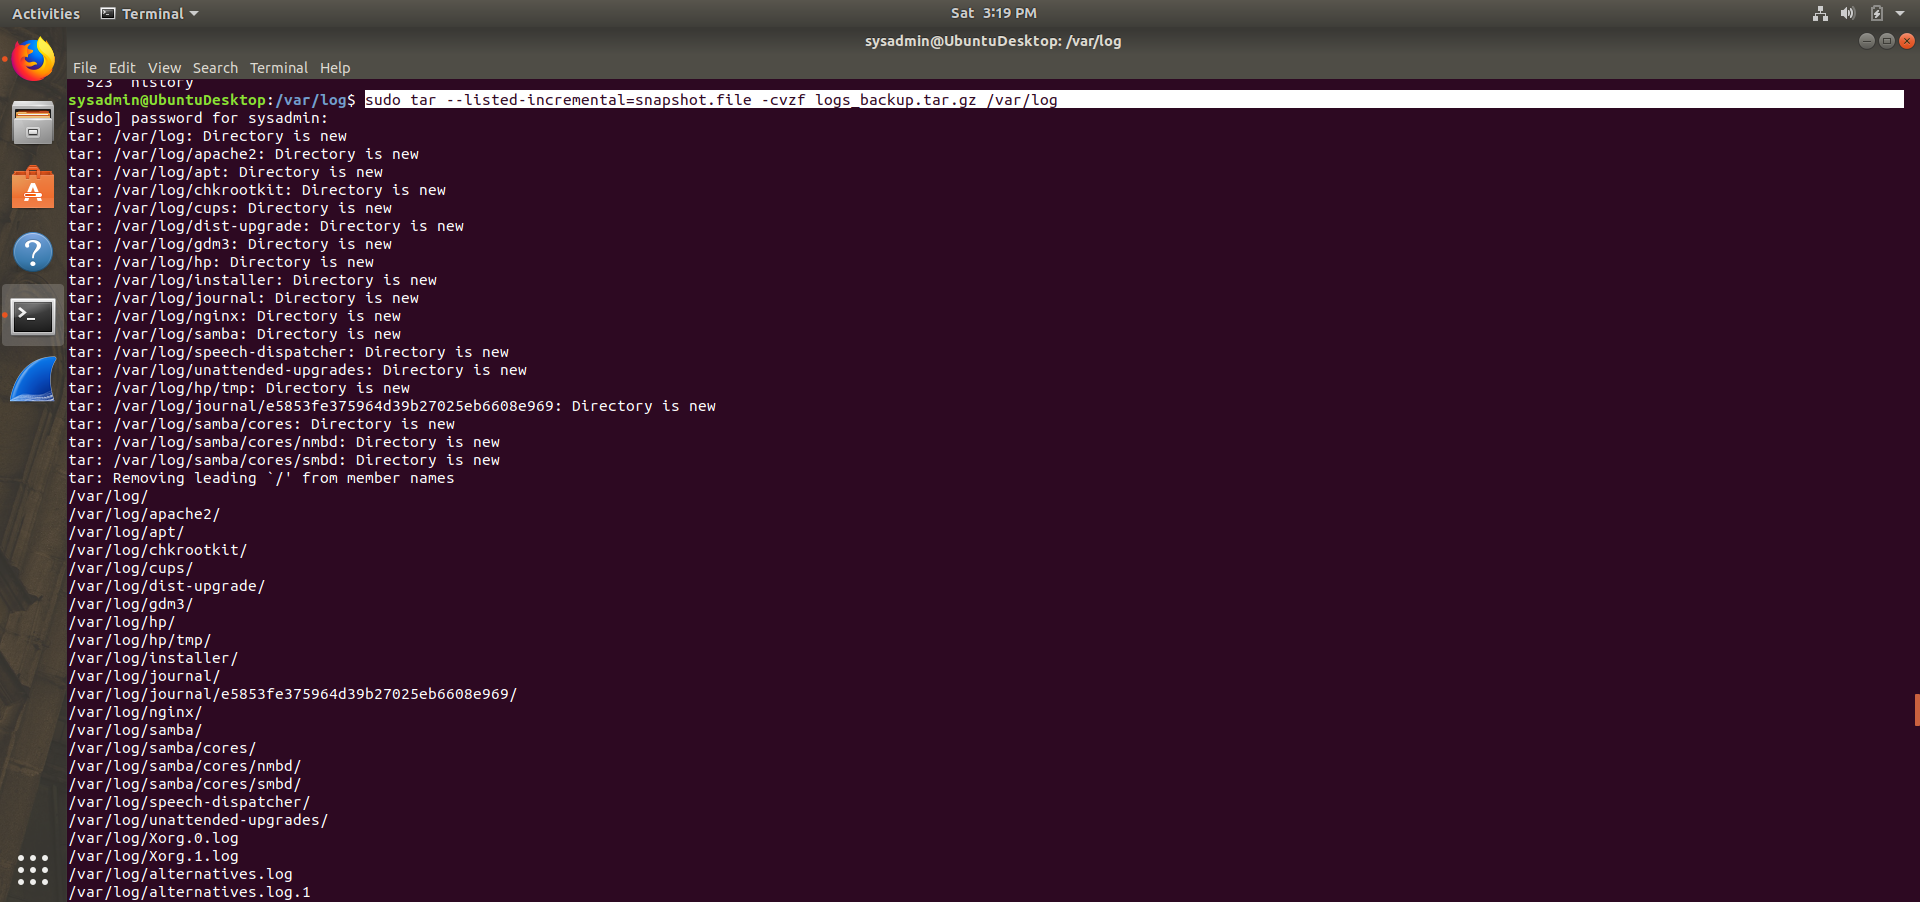 Activities Terminal Sat 3:19 PM
sysadmin@UbuntuDesktop: /var/log
File Edit View Search Terminal Help
523 history
sysadmin@UbuntuDesktop:/var/log$ sudo tar --listed-incremental=snapshot.file -cvzf logs_backup.tar.gz /var/log
[sudo] password for sysadmin:
tar: /var/log: Directory is new
tar: /var/log/apache2: Directory is new
tar: /var/log/apt: Directory is new
tar: /var/log/chkrootkit: Directory is new
tar: /var/log/cups: Directory is new
tar: /var/log/dist-upgrade: Directory is new
tar: /var/log/gdm3: Directory is new
tar: /var/log/hp: Directory is new
tar: /var/log/installer: Directory is new
tar: /var/log/journal: Directory is new
tar: /var/log/nginx: Directory is new
tar: /var/log/samba: Directory is new
tar: /var/log/speech-dispatcher: Directory is new
tar: /var/log/unattended-upgrades: Directory is new
tar: /var/log/hp/tmp: Directory is new
tar: /var/log/journal/e5853fe375964d39b27025eb6608e969: Directory is new
tar: /var/log/samba/cores: Directory is new
tar: /var/log/samba/cores/nmbd: Directory is new
tar: /var/log/samba/cores/smbd: Directory is new
tar: Removing leading `/' from member names
/var/log/
/var/log/apache2/
/var/log/apt/
/var/log/chkrootkit/
/var/log/cups/
/var/log/dist-upgrade/
/var/log/gdm3/
/var/log/hp/
/var/log/hp/tmp/
/var/log/installer/
/var/log/journal/
/var/log/journal/e5853fe375964d39b27025eb6608e969/
/var/log/nginx/
/var/log/samba/
/var/log/samba/cores/
/var/log/samba/cores/nmbd/
/var/log/samba/cores/smbd/
/var/log/speech-dispatcher/
/var/log/unattended-upgrades/
/var/log/Xorg.0.log
/var/log/Xorg.1.log
/var/log/alternatives.log
/var/log/alternatives.log.1